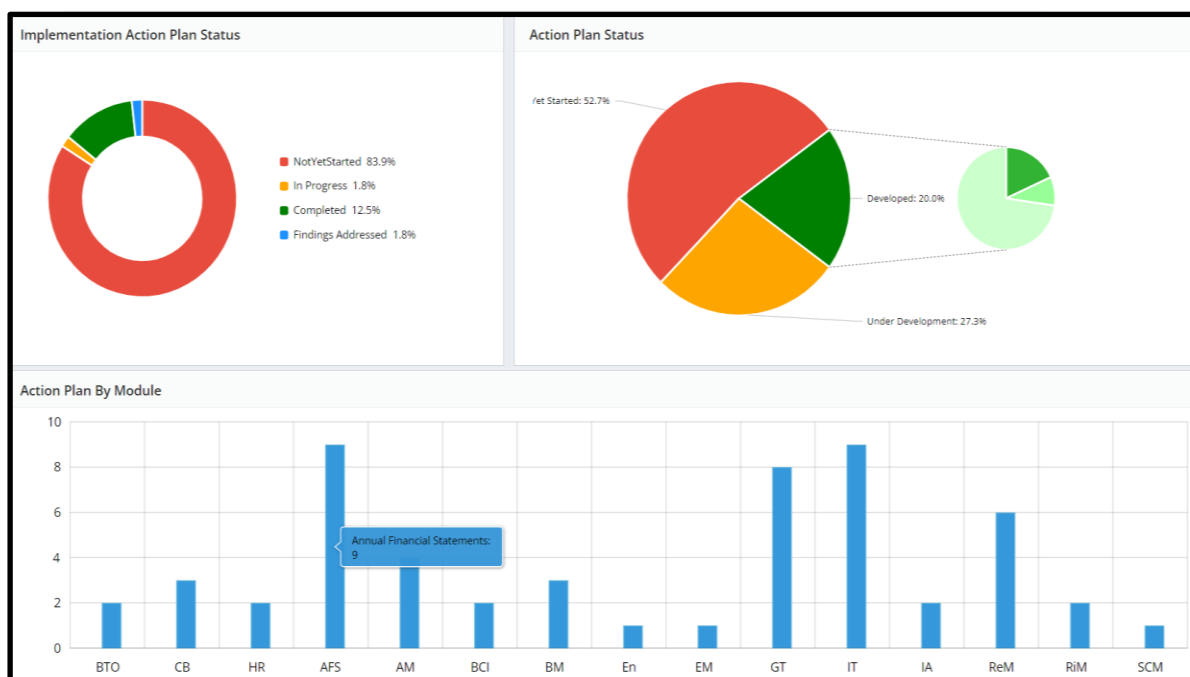 Implementation Action Plan Status
NotYetStarted 83.9%
In Progress 1.8%
Completed 12.5%
Findings Addressed 1.8%
Action Plan Status
/et Started: 52.7%
Developed: 20.0%
Under Development: 27.3%
Action Plan By Module
10
8
6
4
2
0
Annual Financial Statements:
9
BTO CB HR AFS AM BCI BM En EM GT IT IA ReM RiM SCM